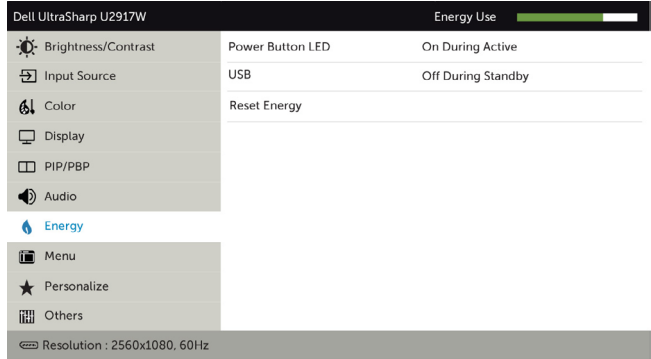 Dell UltraSharp U2917W Energy Use
Brightness/Contrast Power Button LED On During Active
Input Source USB Off During Standby
Color Reset Energy
Display
PIP/PBP
Audio
Energy
Menu
Personalize
Others
Resolution : 2560x1080, 60Hz